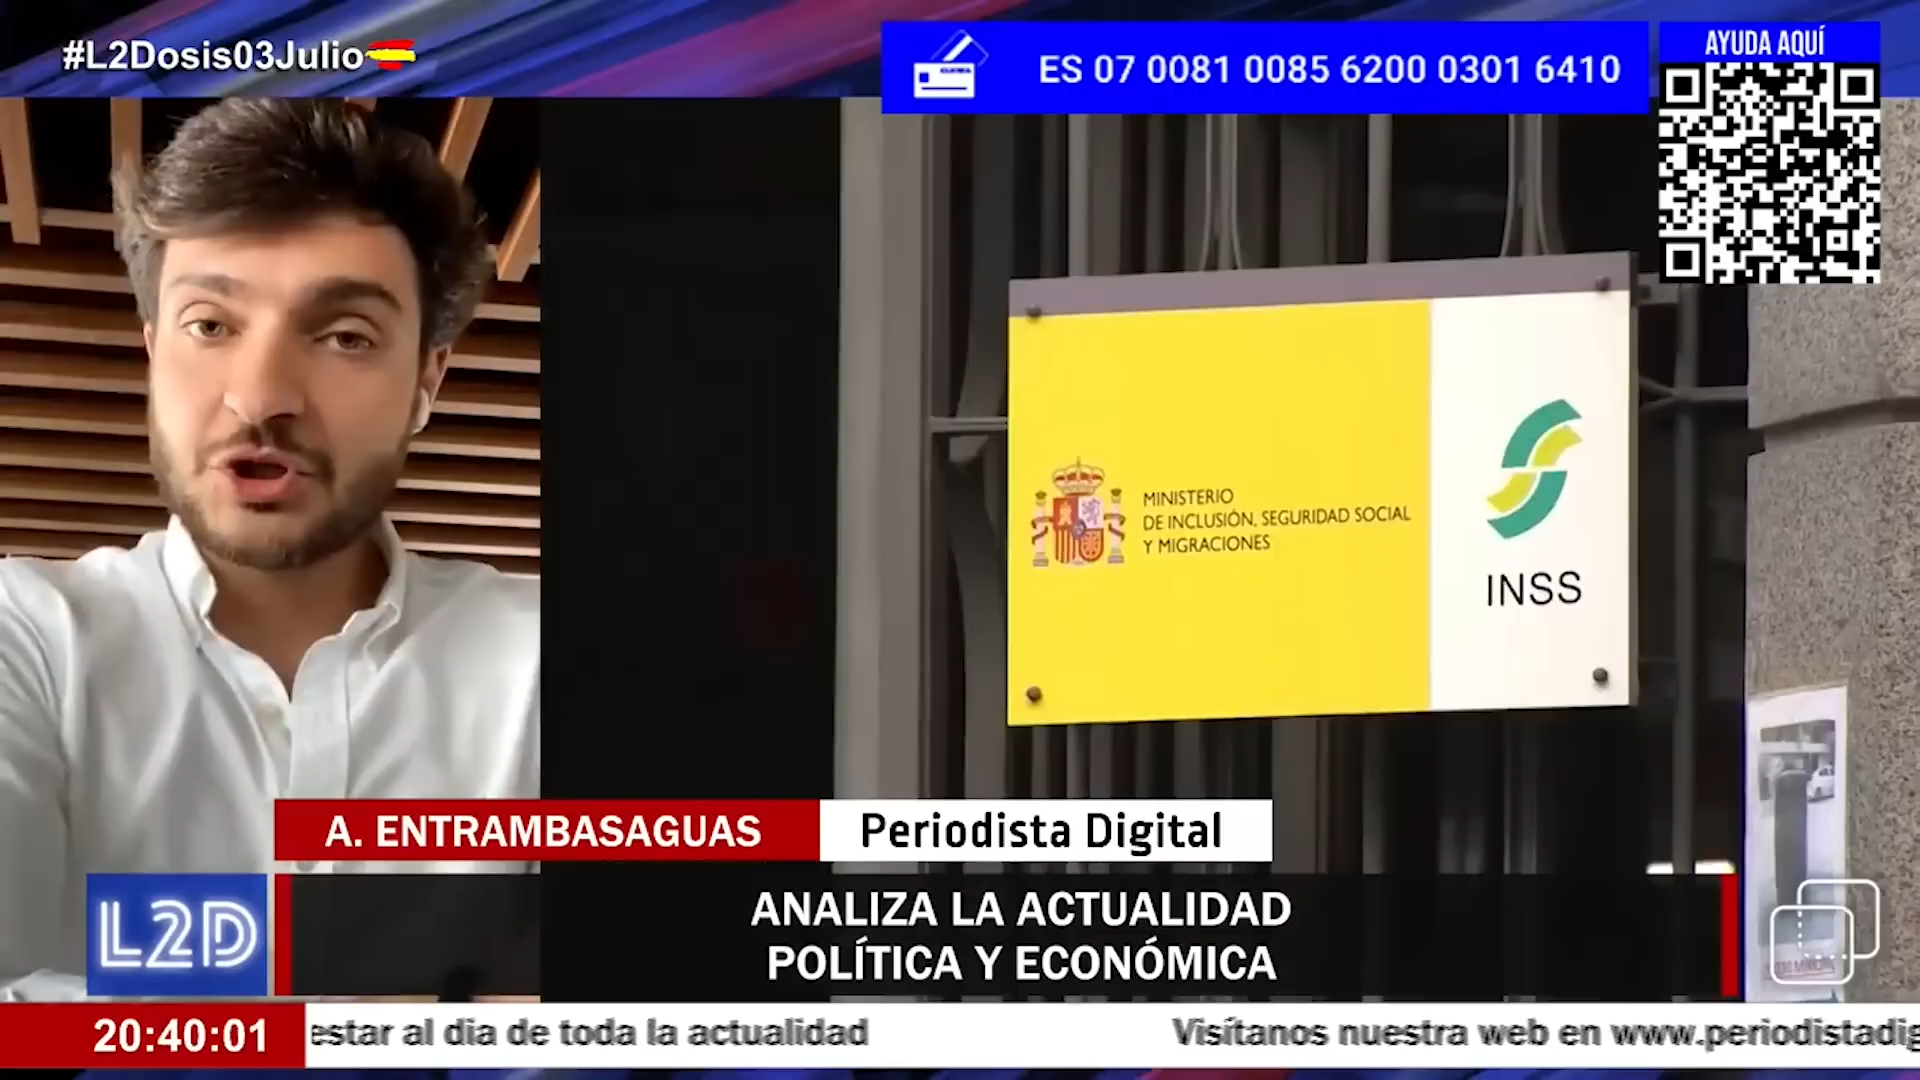 #L2Dosis03Julio
ES 07 0081 0085 6200 0301 6410
AYUDA AQUÍ
MINISTERIO
DE INCLUSIÓN, SEGURIDAD SOCIAL
Y MIGRACIONES
INSS
A. ENTRAMBASAGUAS
Periodista Digital
L2D
ANALIZA LA ACTUALIDAD
POLÍTICA Y ECONÓMICA
20:40:01
estar al dia de toda la actualidad
Visítanos nuestra web en www.periodistadig